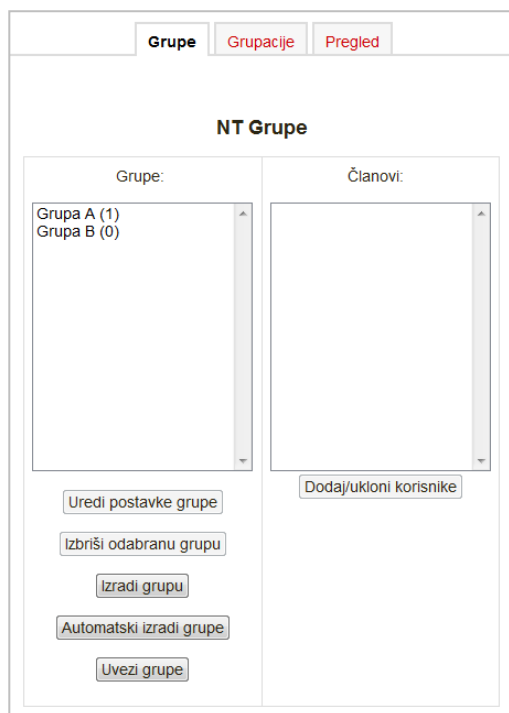 Grupe Grupacije Pregled
NT Grupe
Grupe:
Grupa A (1)
Grupa B (0)
Uredi postavke grupe
Izbriši odabranu grupu
Izradi grupu
Automatski izradi grupe
Uvezi grupe
Članovi:
Dodaj/ukloni korisnike